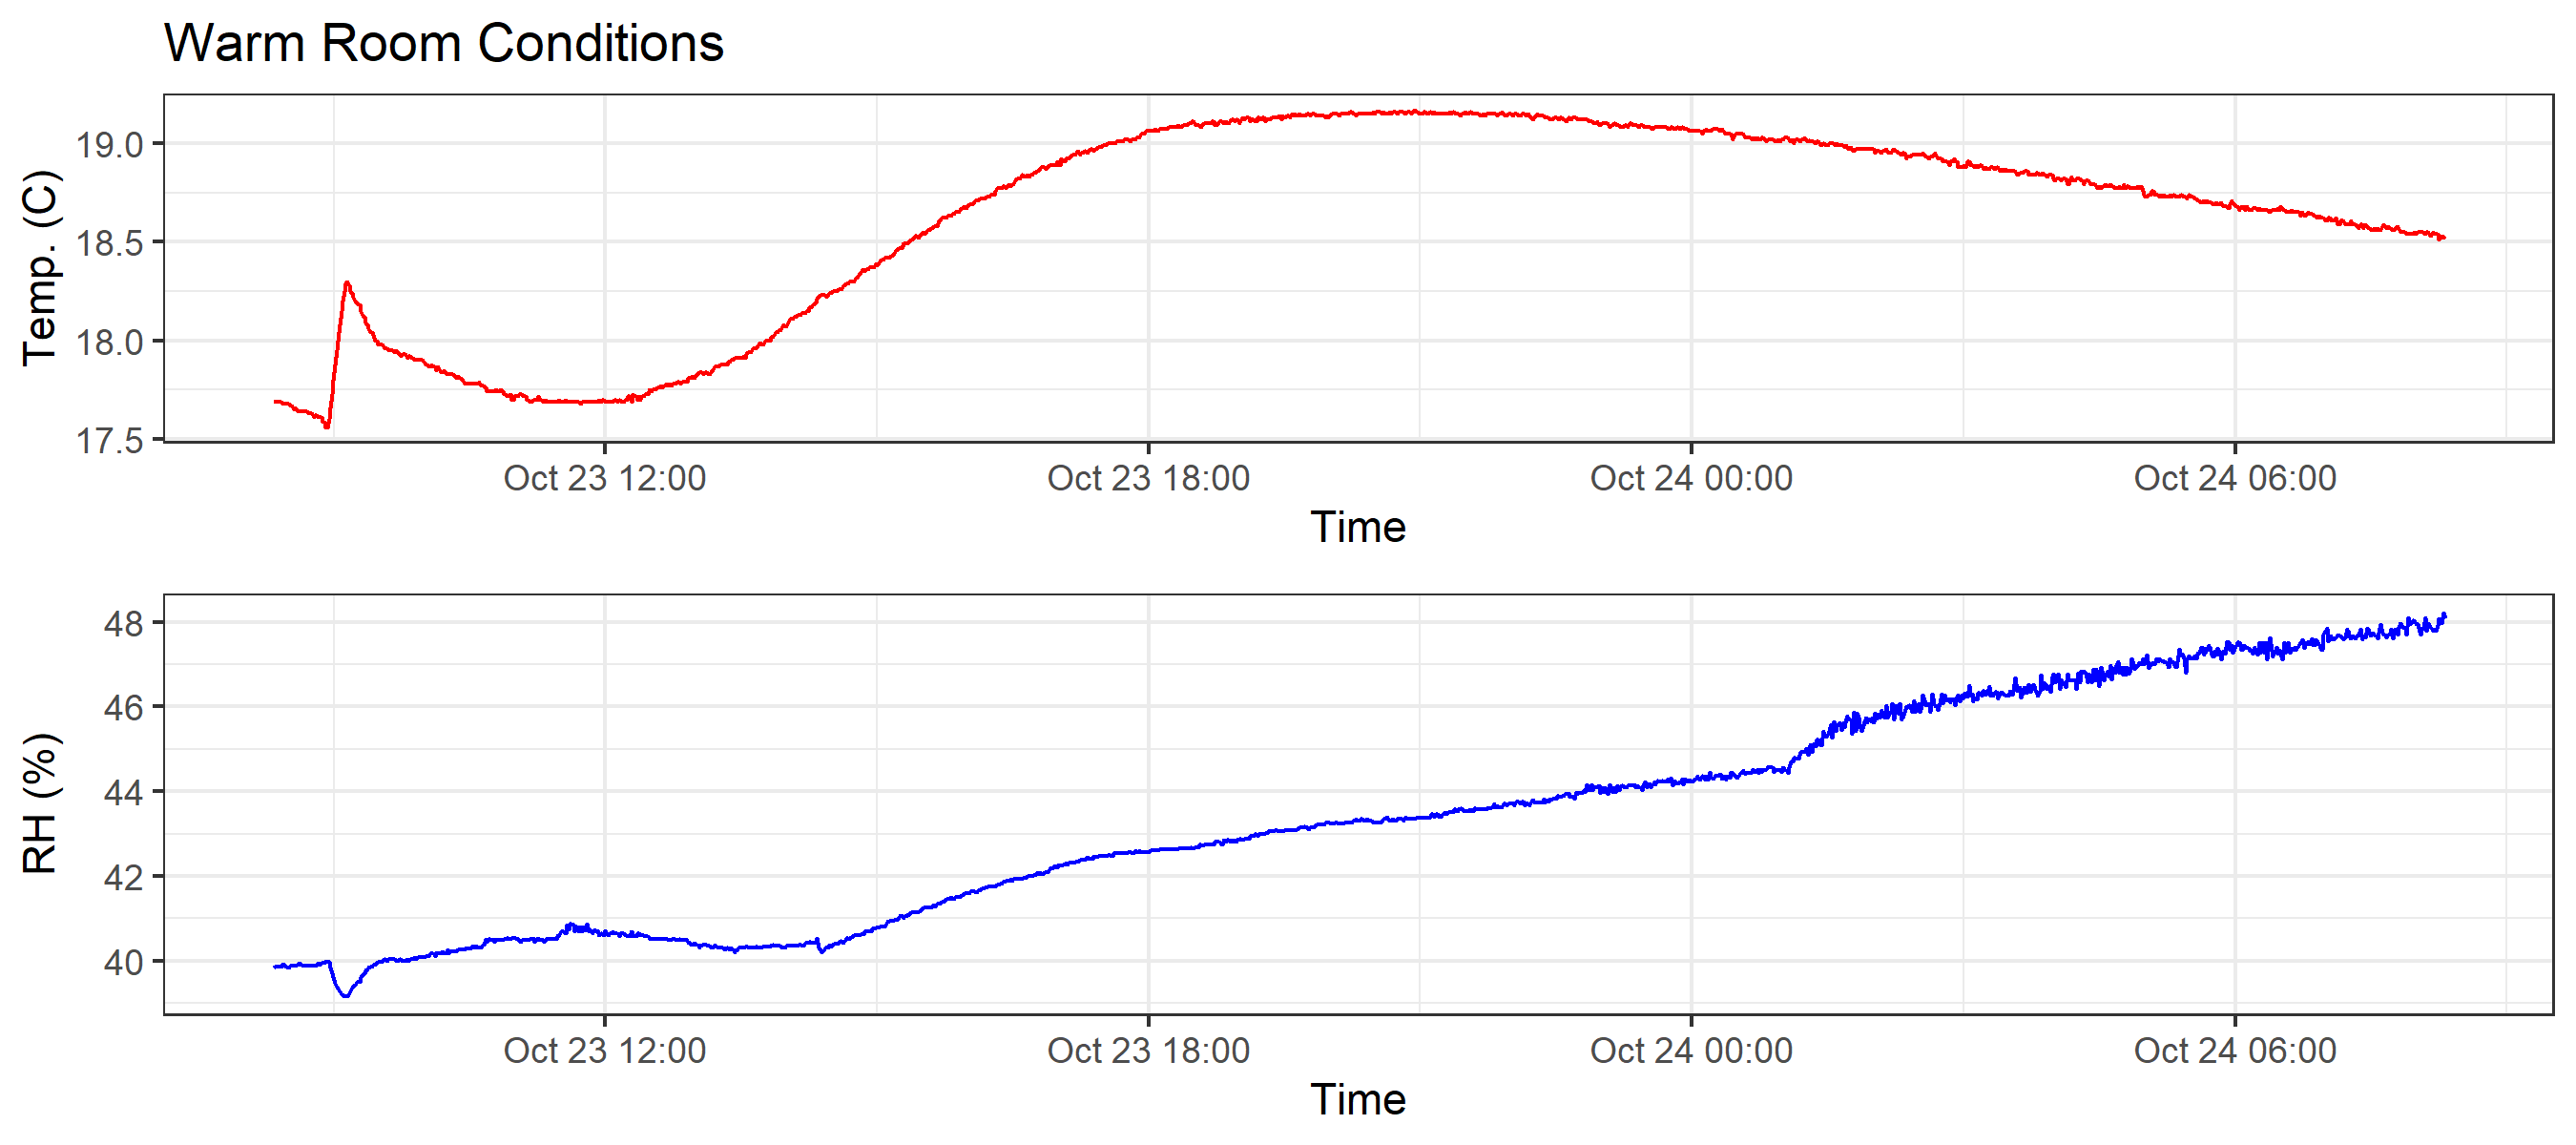 Warm Room Conditions
Temp. (C)
19.0
18.5
18.0
17.5
Oct 23 12:00 Oct 23 18:00 Oct 24 00:00 Oct 24 06:00
Time
RH (%)
48
46
44
42
40
Oct 23 12:00 Oct 23 18:00 Oct 24 00:00 Oct 24 06:00
Time